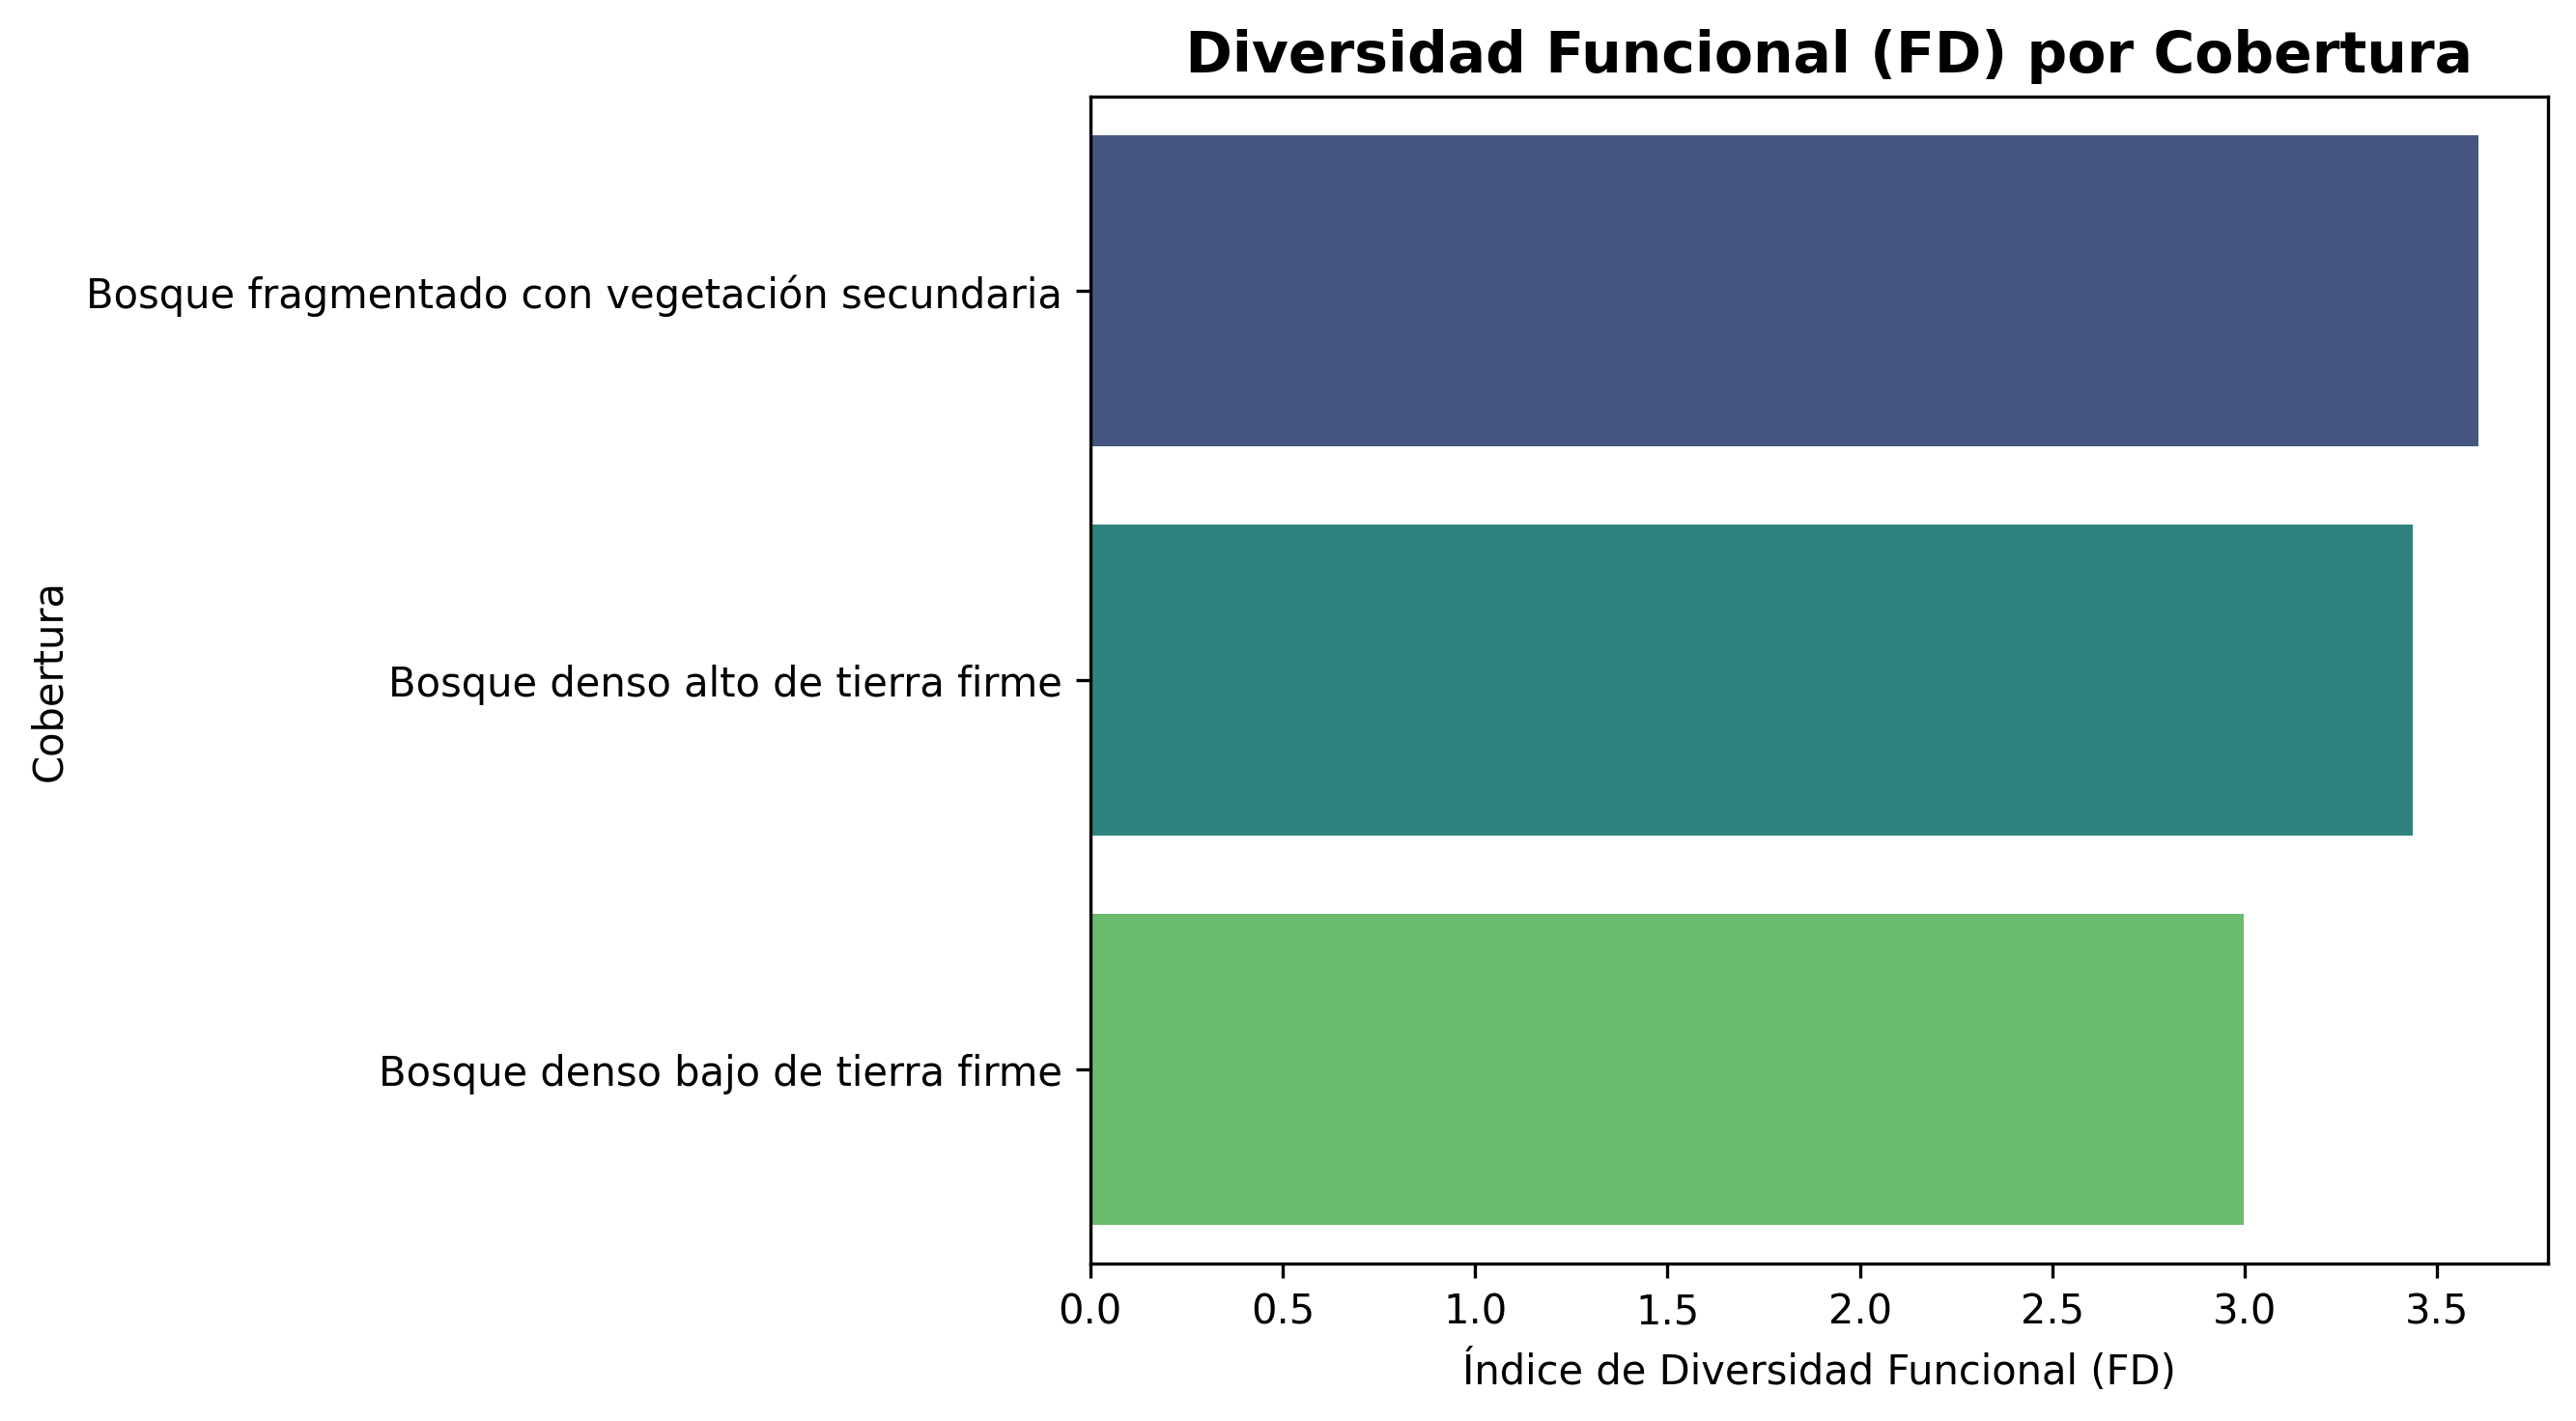 Diversidad Funcional (FD) por Cobertura
Cobertura
Bosque fragmentado con vegetación secundaria
Bosque denso alto de tierra firme
Bosque denso bajo de tierra firme
0.0 0.5 1.0 1.5 2.0 2.5 3.0 3.5
Índice de Diversidad Funcional (FD)